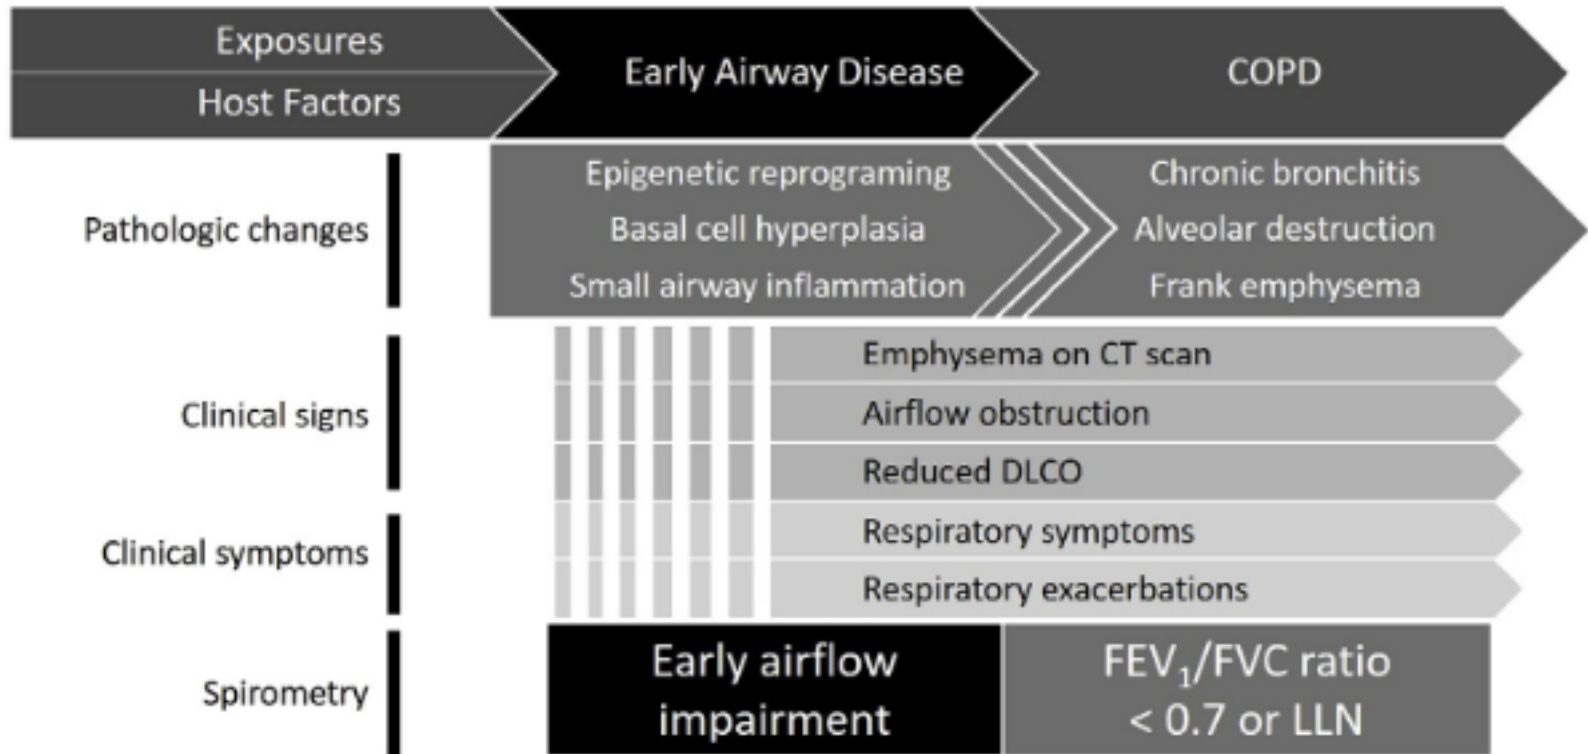 Exposures
Host Factors
Early Airway Disease
COPD
Pathologic changes
Epigenetic reprograming
Basal cell hyperplasia
Small airway inflammation
Chronic bronchitis
Alveolar destruction
Frank emphysema
Clinical signs
Emphysema on CT scan
Airflow obstruction
Reduced DLCO
Clinical symptoms
Respiratory symptoms
Respiratory exacerbations
Spirometry
Early airflow
impairment
FEV₁/FVC ratio
< 0.7 or LLN